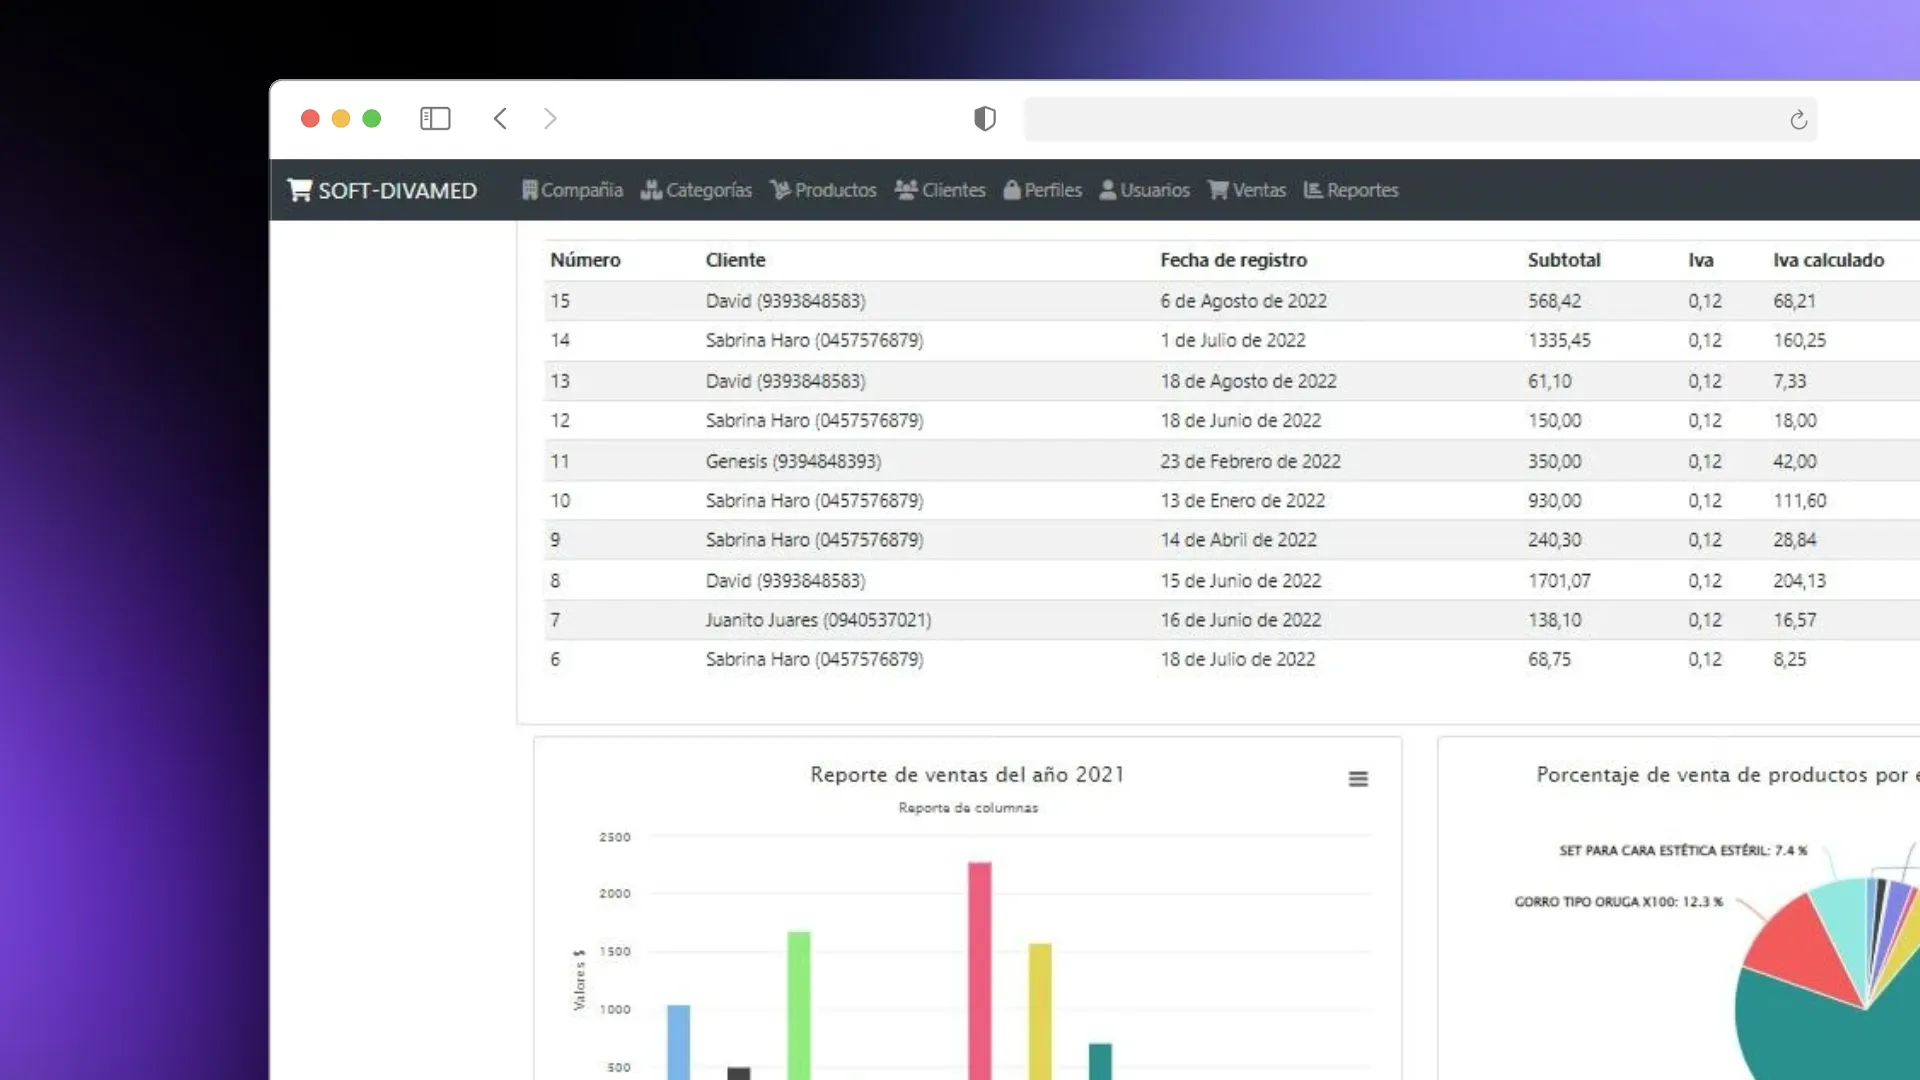 SOFT-DIVAMED Compañia Categorías Productos Clientes Perfiles Usuarios Ventas Reportes
Número Cliente Fecha de registro Subtotal Iva Iva calculado
15 David (9393848583) 6 de Agosto de 2022 568,42 0,12 68,21
14 Sabrina Haro (0457576879) 1 de Julio de 2022 1335,45 0,12 160,25
13 David (9393848583) 18 de Agosto de 2022 61,10 0,12 7,33
12 Sabrina Haro (0457576879) 18 de Junio de 2022 150,00 0,12 18,00
11 Genesis (9394848393) 23 de Febrero de 2022 350,00 0,12 42,00
10 Sabrina Haro (0457576879) 13 de Enero de 2022 930,00 0,12 111,60
9 Sabrina Haro (0457576879) 14 de Abril de 2022 240,30 0,12 28,84
8 David (9393848583) 15 de Junio de 2022 1701,07 0,12 204,13
7 Juanito Juares (0940537021) 16 de Junio de 2022 138,10 0,12 16,57
6 Sabrina Haro (0457576879) 18 de Julio de 2022 68,75 0,12 8,25
Reporte de ventas del año 2021
Reporte de columnas
2500
2000
1500
1000
500
Valores $
Porcentaje de venta de productos por e
SET PARA CARA ESTÉTICA ESTÉRIL: 7.4 %
GORRO TIPO ORUGA X100: 12.3 %